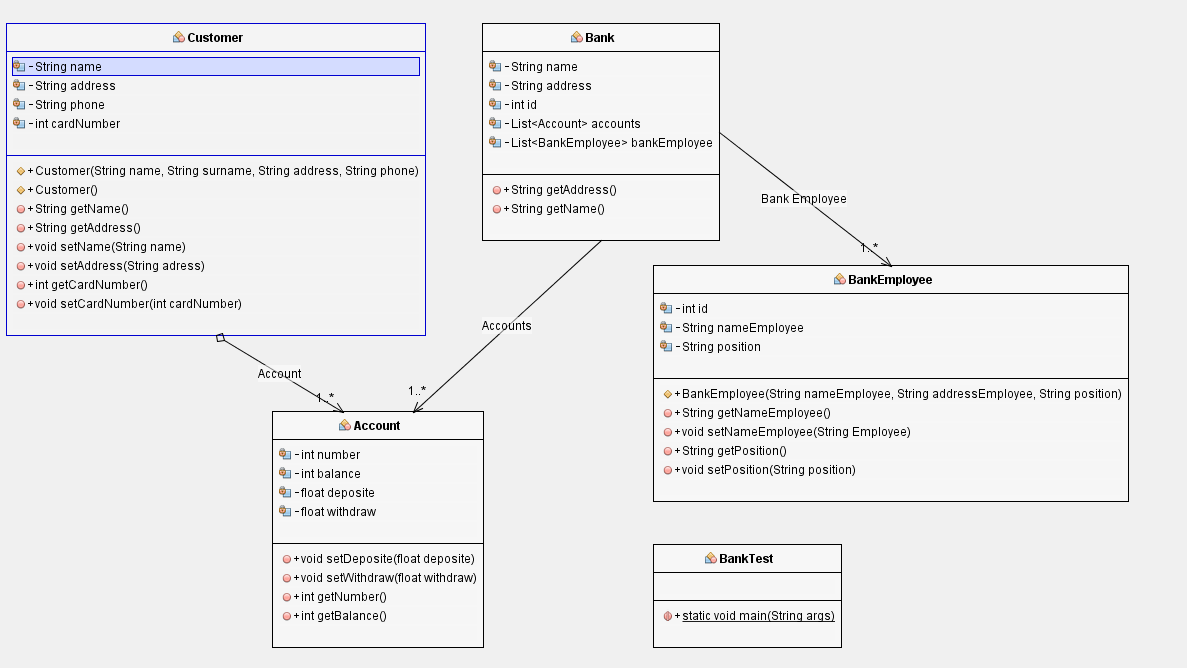 Customer
-String name
-String address
-String phone
-int cardNumber
+Customer(String name, String surname, String address, String phone)
+Customer()
+String getName()
+String getAddress()
+void setName(String name)
+void setAddress(String adress)
+int getCardNumber()
+void setCardNumber(int cardNumber)
Bank
-String name
-String address
-int id
-List<Account> accounts
-List<BankEmployee> bankEmployee
+String getAddress()
+String getName()
Bank Employee
1..*
Accounts
1..*
Account
1..*
BankEmployee
-int id
-String nameEmployee
-String position
+BankEmployee(String nameEmployee, String addressEmployee, String position)
+String getNameEmployee()
+void setNameEmployee(String Employee)
+String getPosition()
+void setPosition(String position)
Account
-int number
-int balance
-float deposite
-float withdraw
+void setDeposite(float deposite)
+void setWithdraw(float withdraw)
+int getNumber()
+int getBalance()
BankTest
+static void main(String args)